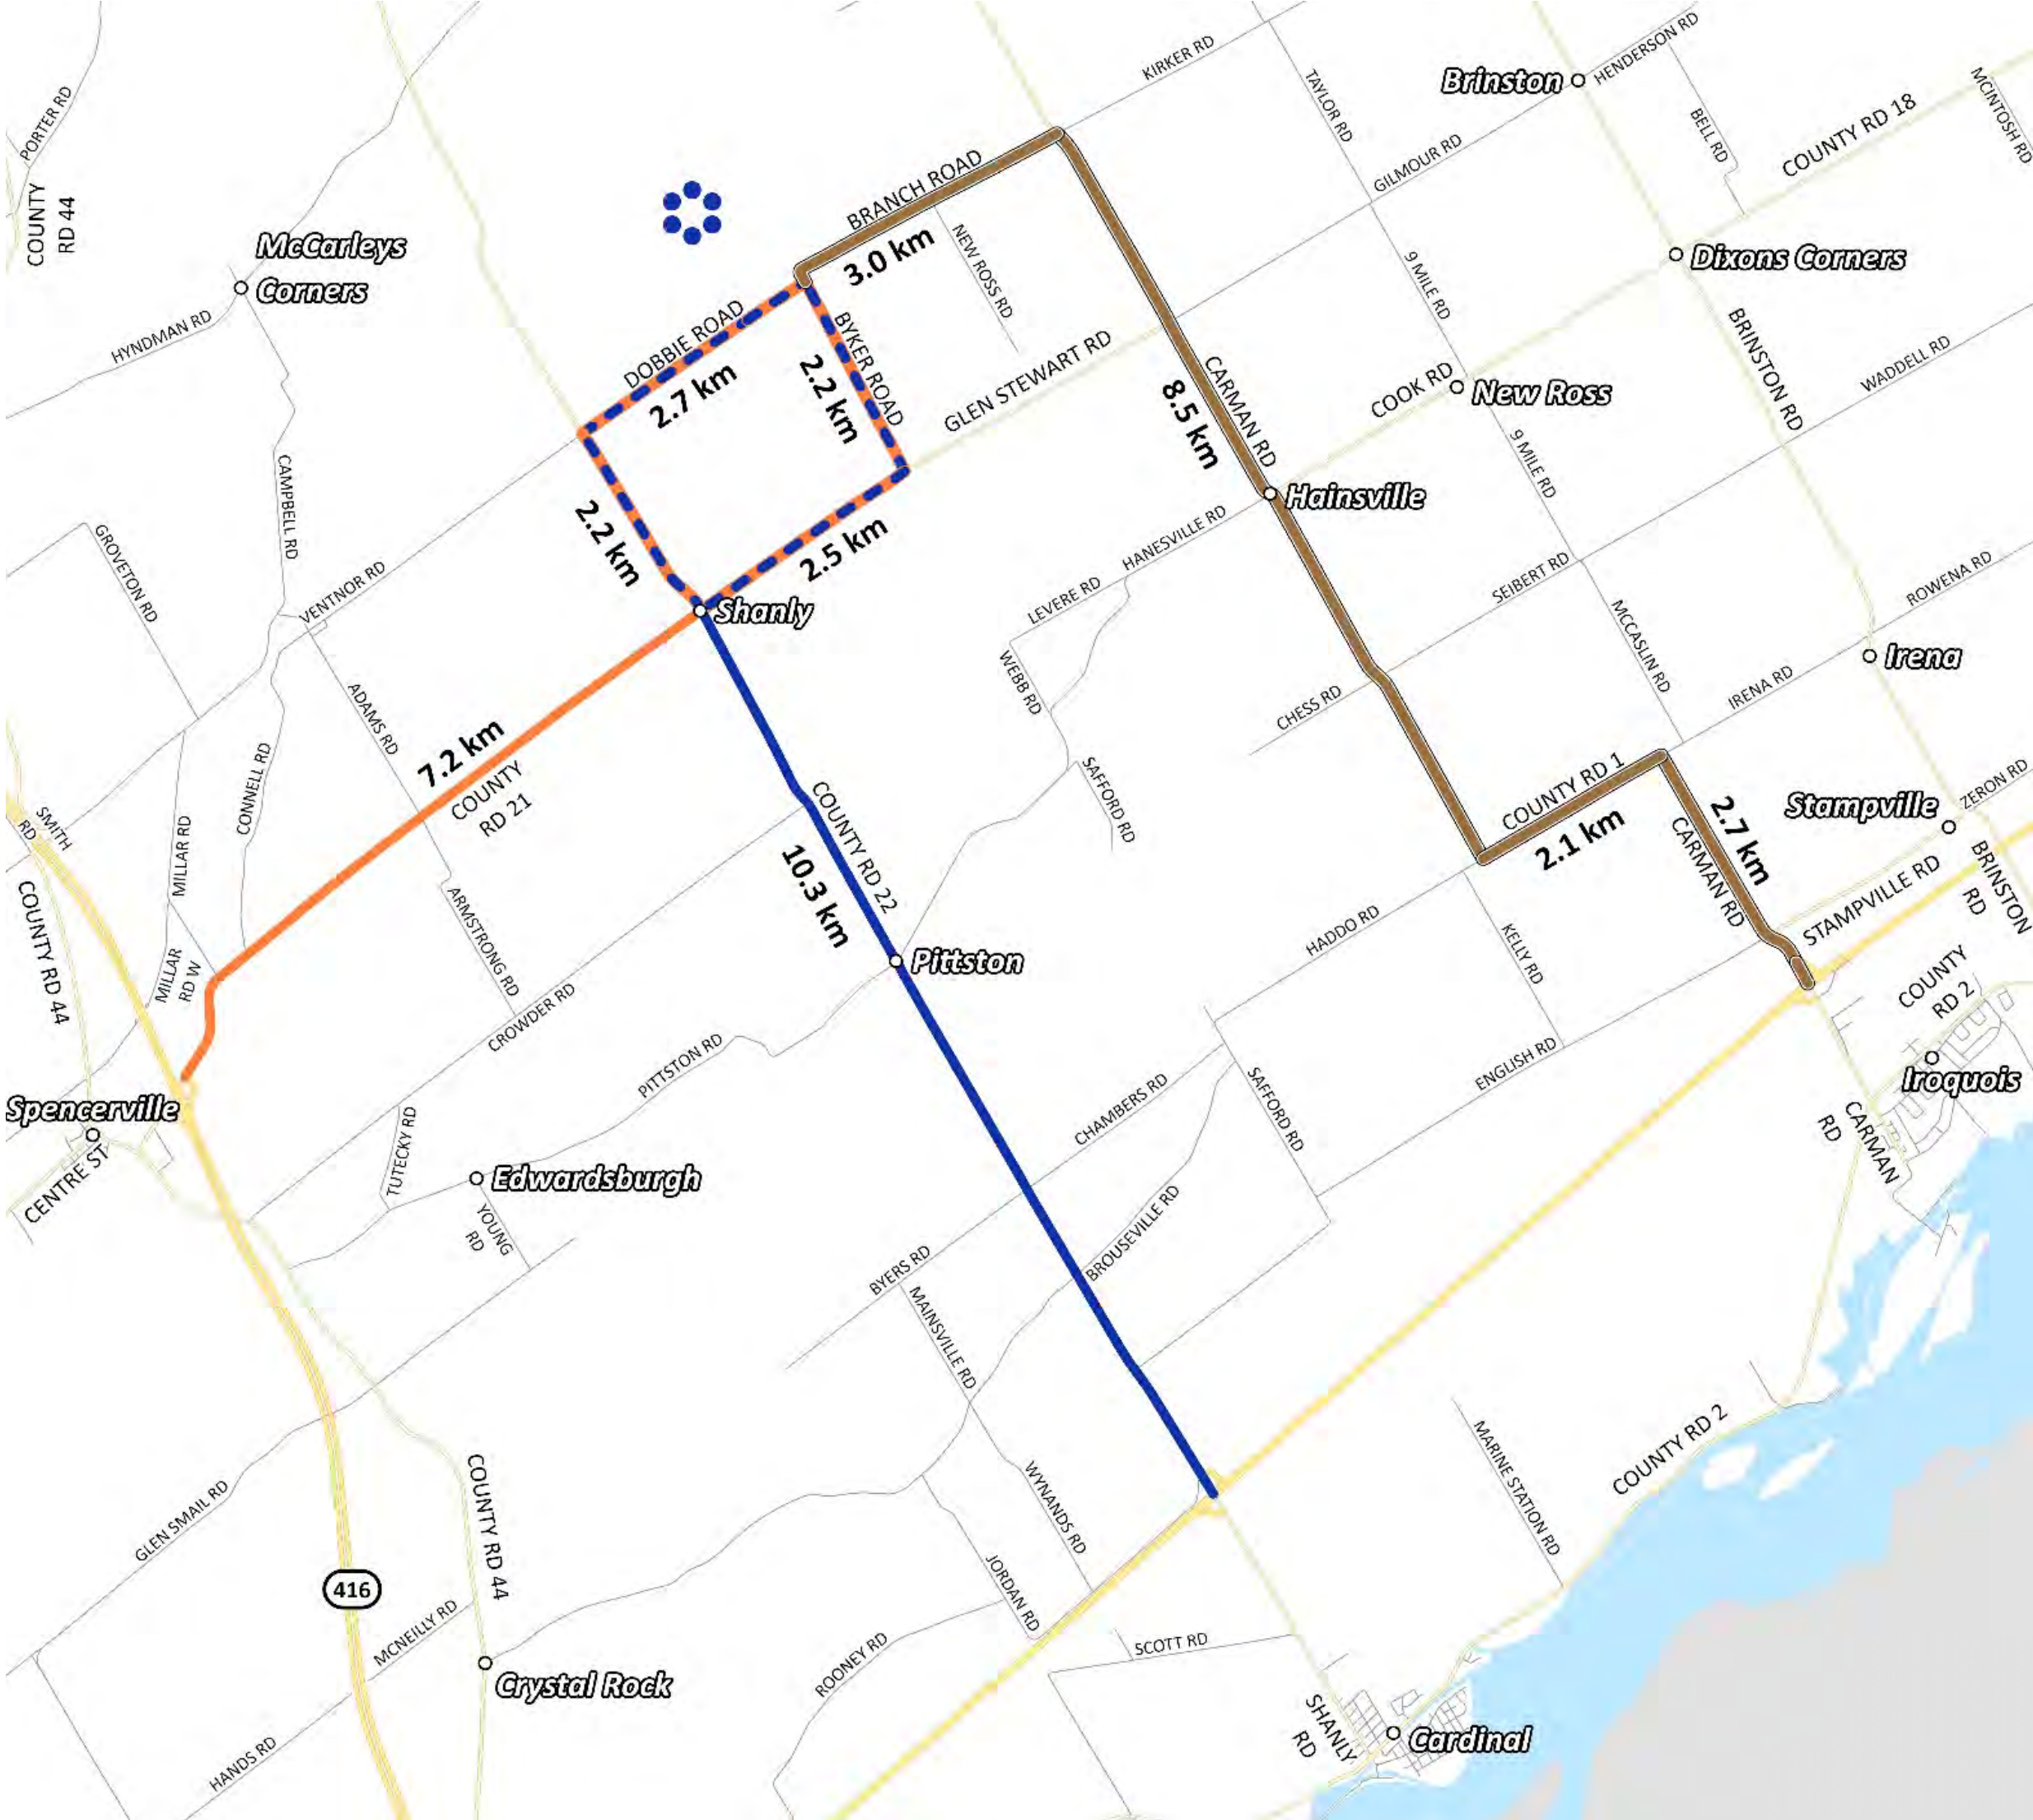 PORTER RD
COUNTY
RD 44
McCarleys
Corners
HYNDMAN RD
KIRKER RD
TAYLOR RD
Brinston
HENDERSON RD
BELL RD
COUNTY RD 18
MCINTOSH RD
GILMOUR RD
BRANCH ROAD
3.0 km
NEW ROSS RD
9 MILE RD
Dixons Corners
DOBBIE ROAD
2.7 km
BYKER ROAD
2.2 km
GLEN STEWART RD
CARMAN RD
8.5 km
COOK RD
New Ross
BRINSTON RD
WADDELL RD
9 MILE RD
Hainsville
HANESVILLE RD
LEVERE RD
SEIBERT RD
ROWENA RD
GROVETON RD
CAMPBELL RD
VENTNOR RD
2.2 km
2.5 km
Shanly
WEBB RD
MCCASLIN RD
Irena
IRENA RD
CHESS RD
ADAMS RD
7.2 km
COUNTY
RD 21
CONNELL RD
SMITH
RD
MILLAR RD
COUNTY RD 22
10.3 km
SAFFORD RD
COUNTY RD 1
2.1 km
2.7 km
CARMAN RD
Stampville
ZERON RD
STAMPVILLE RD
BRINSTON
RD
COUNTY RD 44
MILLAR
RD W
ARMSTRONG RD
CROWDER RD
Pittston
PITTSTON RD
HADDO RD
KELLY RD
COUNTY
RD 2
ENGLISH RD
Iroquois
Spencerville
CENTRE ST
TUTECKY RD
Edwardsburgh
YOUNG
RD
CHAMBERS RD
SAFFORD RD
CARMAN
RD
BYERS RD
BROUSEVILLE RD
MAINSVILLE RD
GLEN SMAIL RD
COUNTY RD 44
416
WYNANDS RD
JORDAN RD
MARINE STATION RD
COUNTY RD 2
MCNEILLY RD
Crystal Rock
ROONEY RD
SCOTT RD
HANDS RD
SHANLY
RD
Cardinal